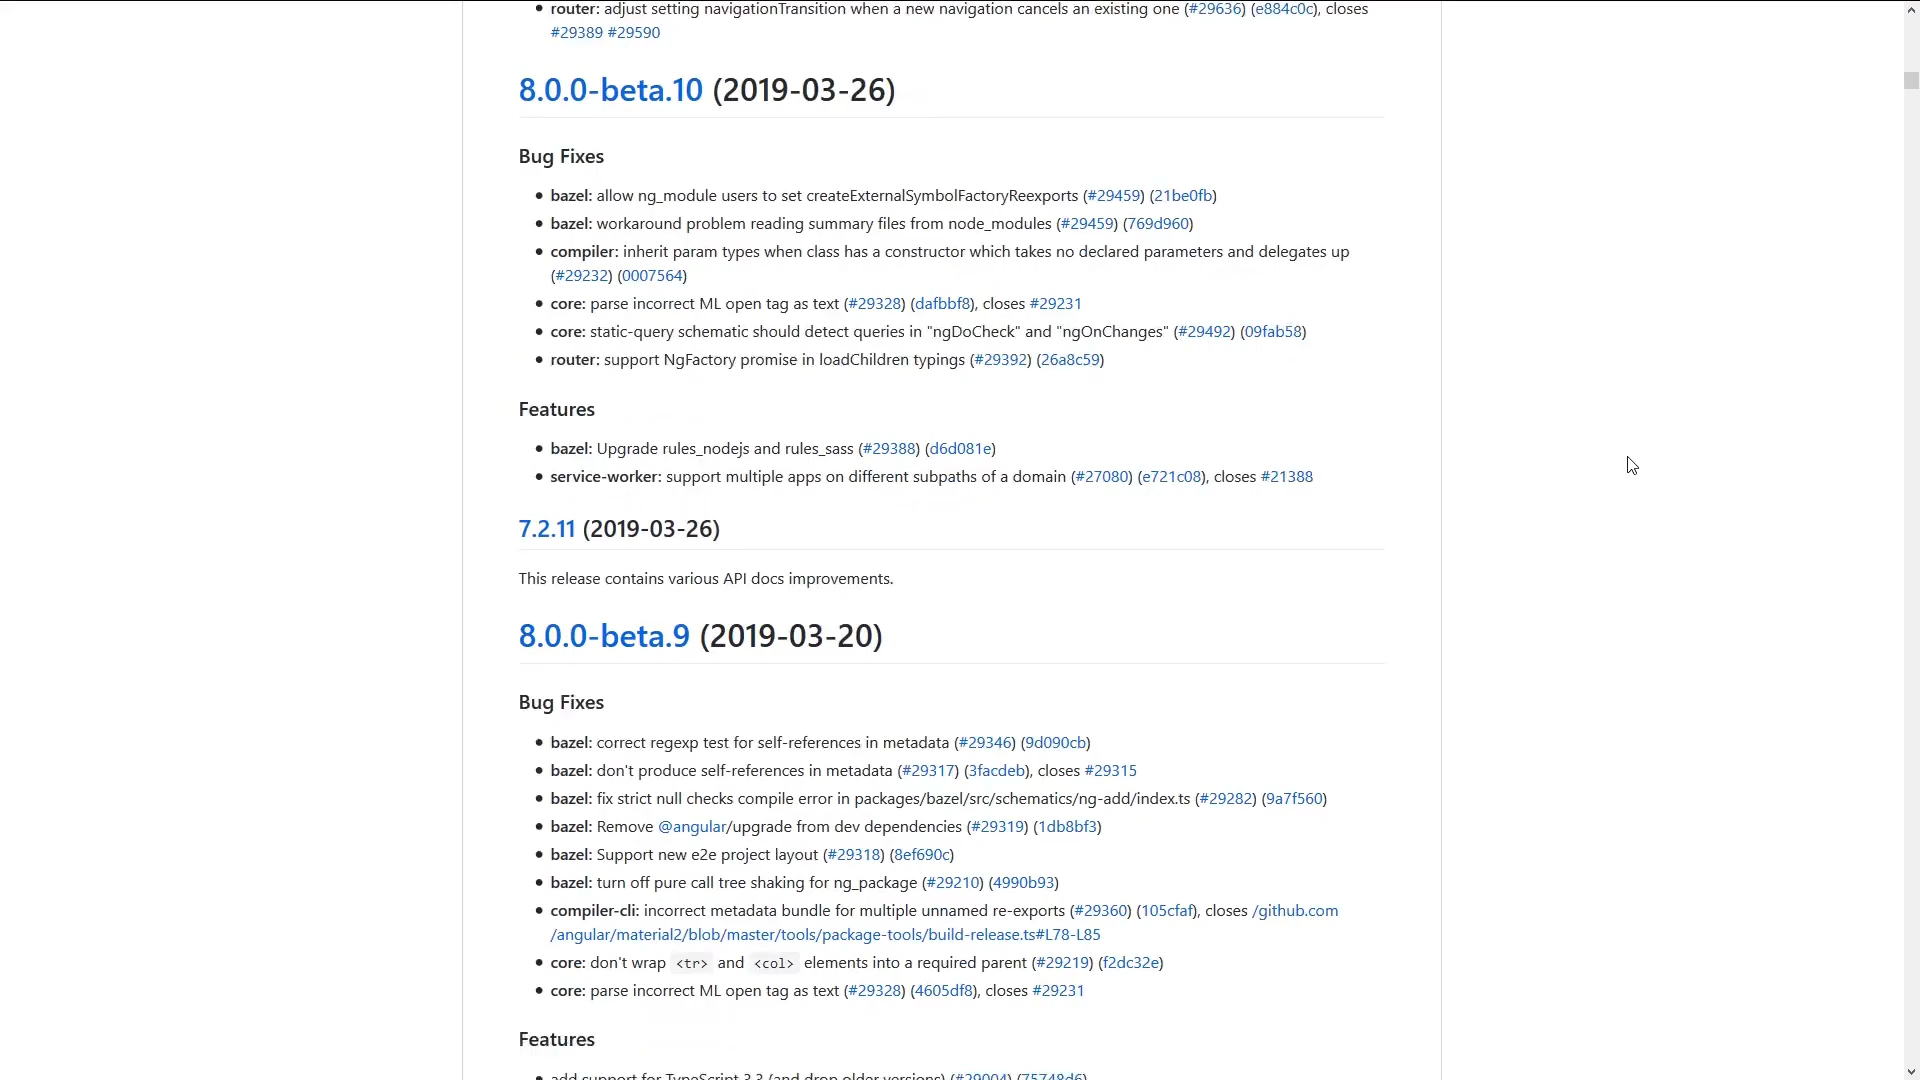 router: adjust setting navigationTransition when a new navigation cancels an existing one (#29636) (e884c0c), closes
#29389 #29590
8.0.0-beta.10 (2019-03-26)
Bug Fixes
bazel: allow ng_module users to set createExternalSymbolFactoryReexports (#29459) (21be0fb)
bazel: workaround problem reading summary files from node_modules (#29459) (769d960)
compiler: inherit param types when class has a constructor which takes no declared parameters and delegates up
(#29232) (0007564)
core: parse incorrect ML open tag as text (#29328) (dafbbf8), closes #29231
core: static-query schematic should detect queries in "ngDoCheck" and "ngOnChanges" (#29492) (09fab58)
router: support NgFactory promise in loadChildren typings (#29392) (26a8c59)
Features
bazel: Upgrade rules_nodejs and rules_sass (#29388) (d6d081e)
service-worker: support multiple apps on different subpaths of a domain (#27080) (e721c08), closes #21388
7.2.11 (2019-03-26)
This release contains various API docs improvements.
8.0.0-beta.9 (2019-03-20)
Bug Fixes
bazel: correct regexp test for self-references in metadata (#29346) (9d090cb)
bazel: don't produce self-references in metadata (#29317) (3facdeb), closes #29315
bazel: fix strict null checks compile error in packages/bazel/src/schematics/ng-add/index.ts (#29282) (9a7f560)
bazel: Remove @angular/upgrade from dev dependencies (#29319) (1db8bf3)
bazel: Support new e2e project layout (#29318) (8ef690c)
bazel: turn off pure call tree shaking for ng_package (#29210) (4990b93)
compiler-cli: incorrect metadata bundle for multiple unnamed re-exports (#29360) (105cfaf), closes /github.com
/angular/material2/blob/master/tools/package-tools/build-release.ts#L78-L85
core: don't wrap <tr> and <col> elements into a required parent (#29219) (f2dc32e)
core: parse incorrect ML open tag as text (#29328) (4605df8), closes #29231
Features
add support for TypeScript 3.3 (and drop older versions) (#29004) (75748d6)